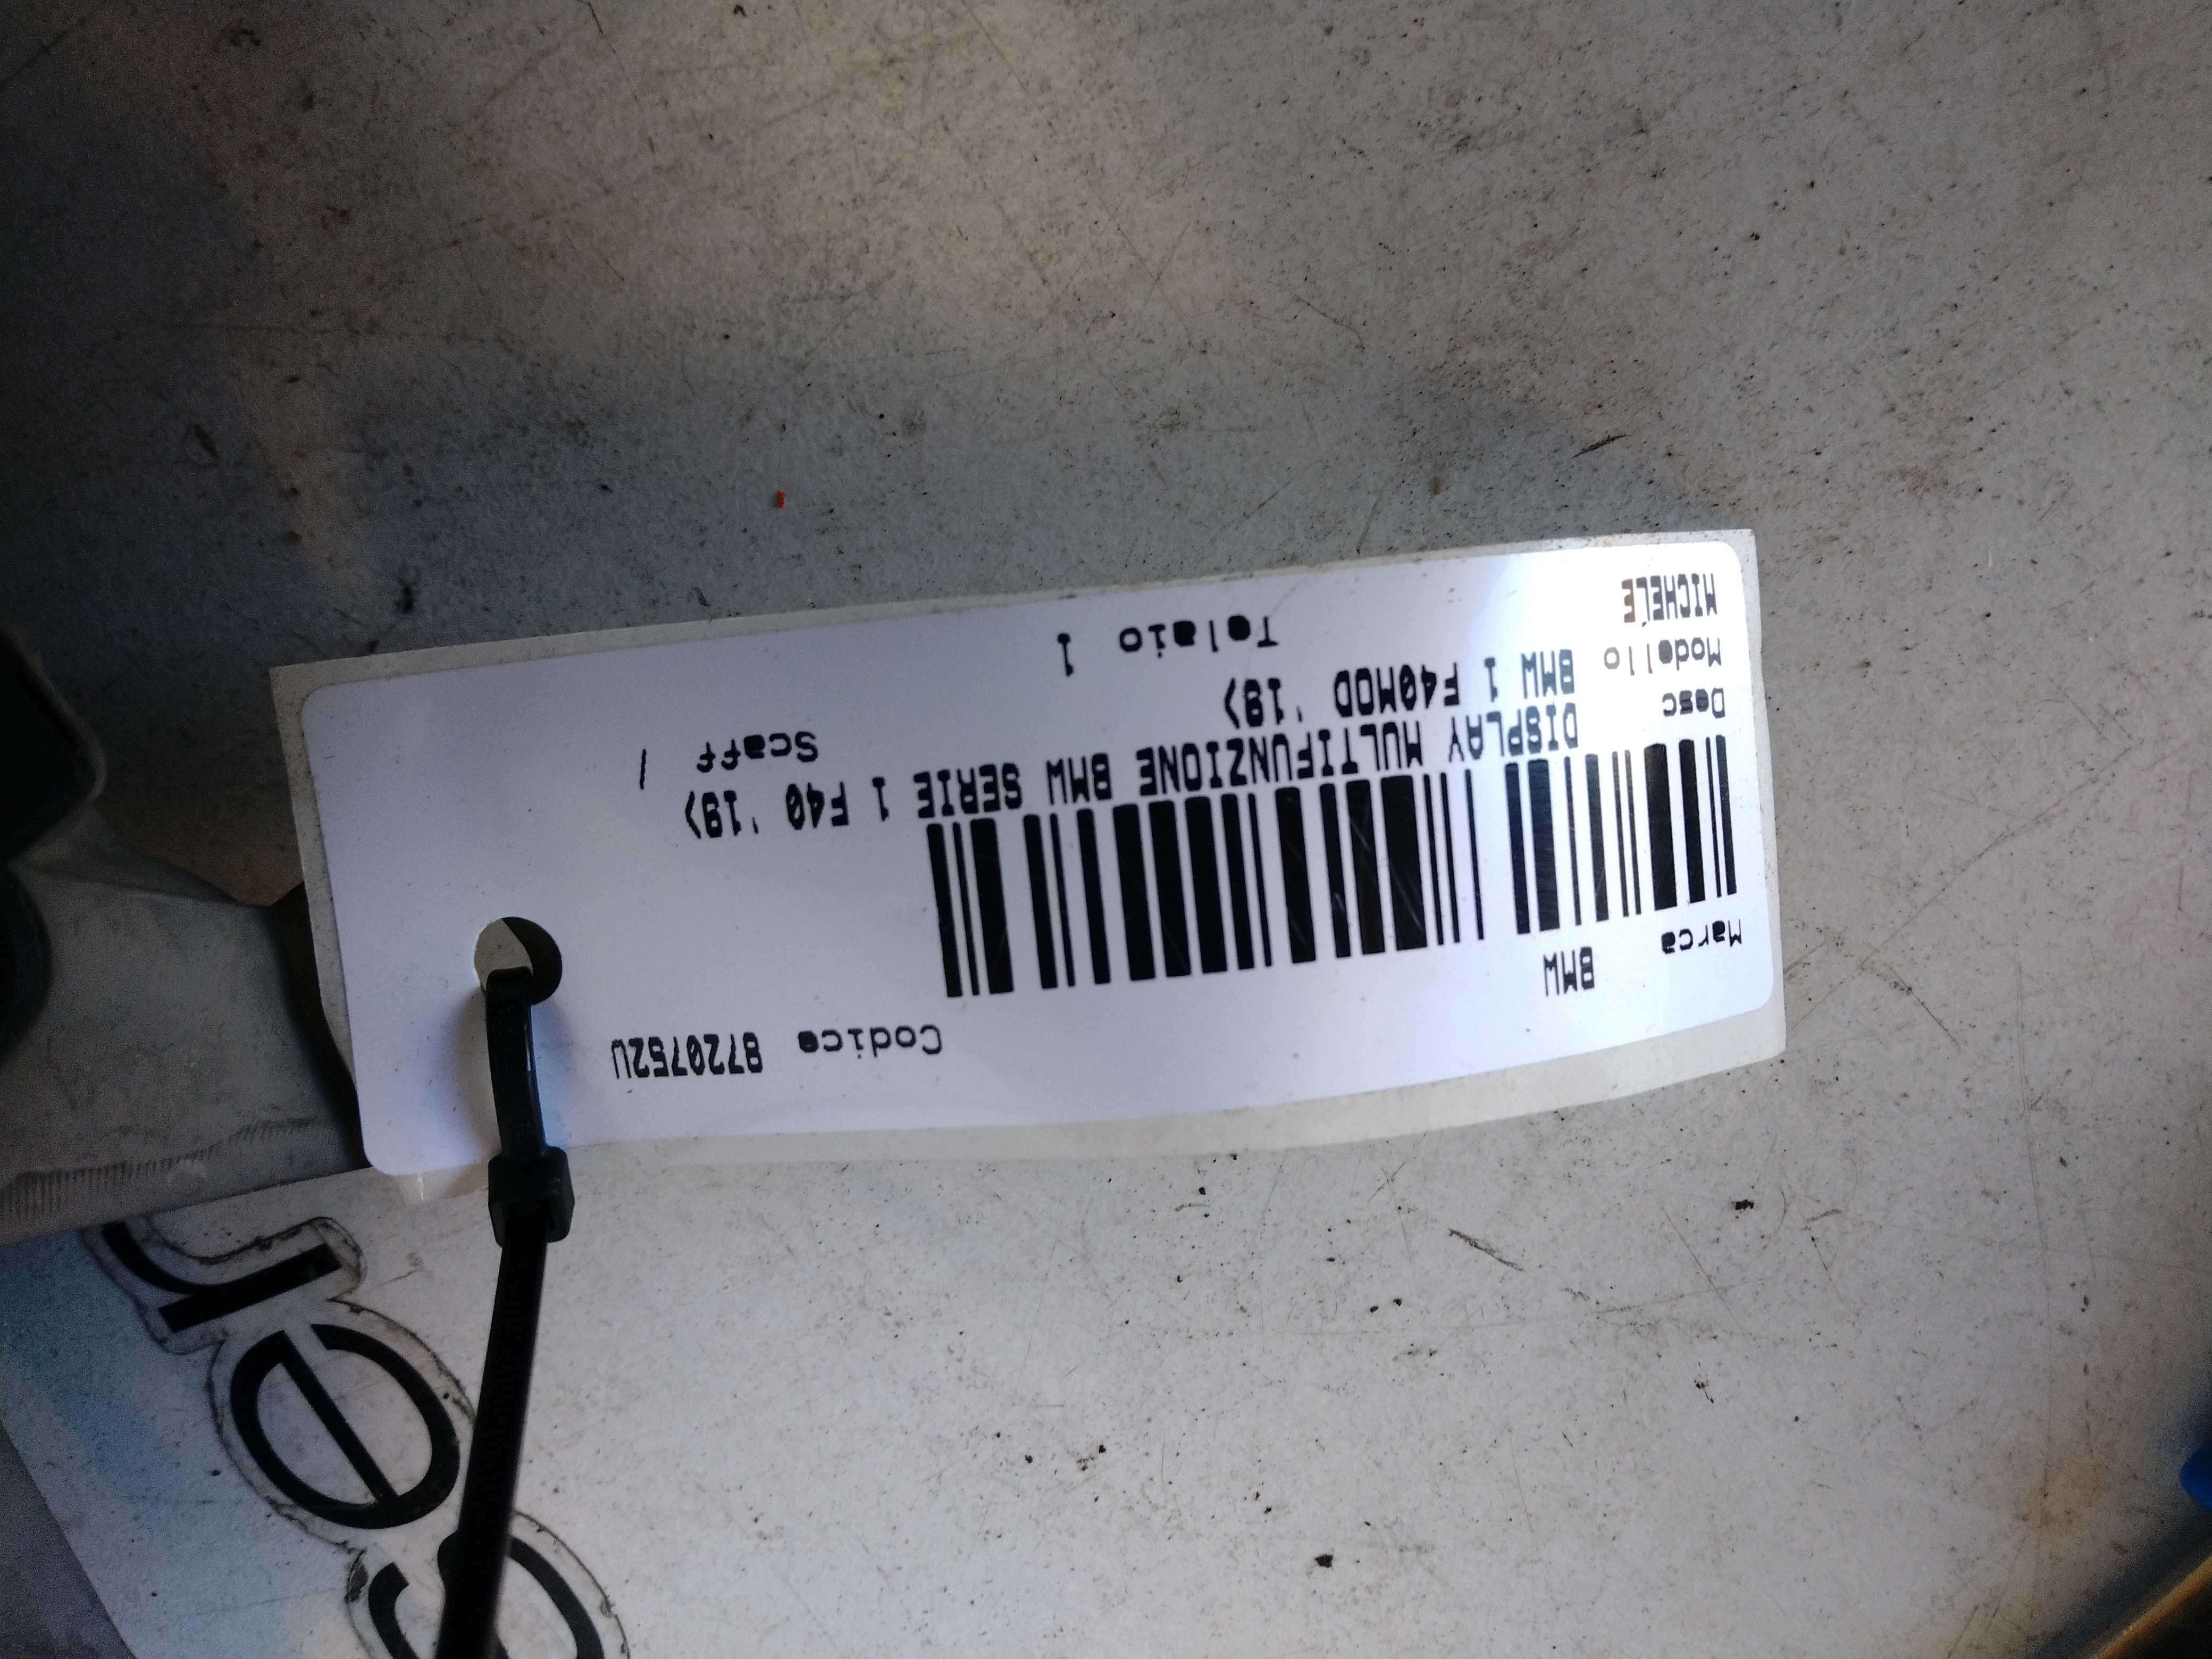 Marca BMW Codice 8720752U
Desc DISPLAY MULTIFUNZIONE BMW SERIE 1 F40 '19>
Modello BMW 1 F40MOD '19> Scaff /
MICHELE Telaio 1